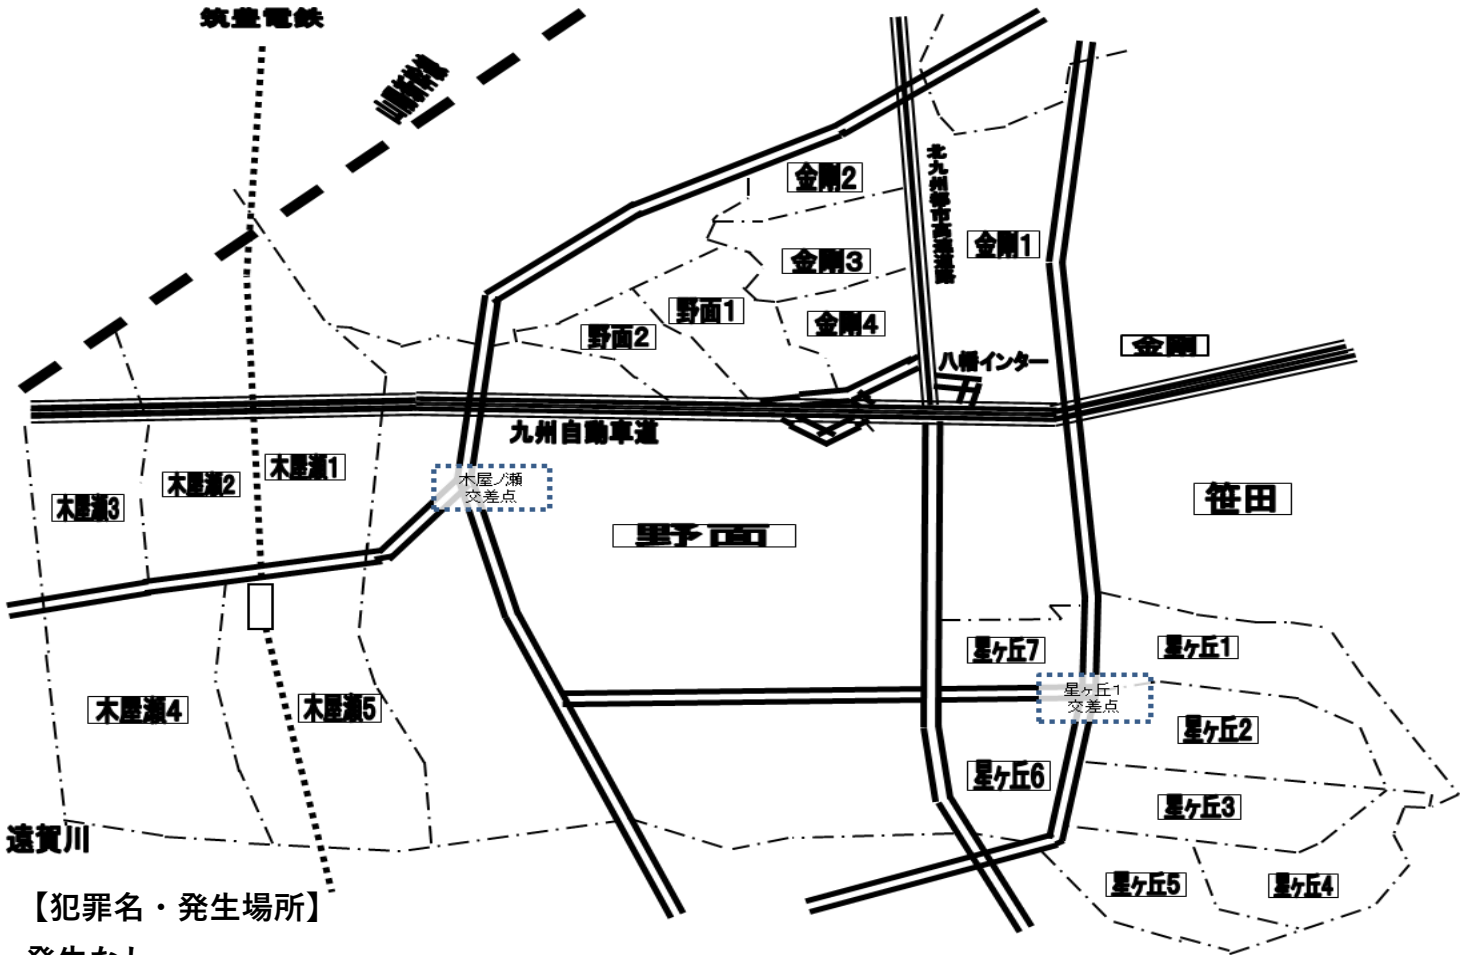 筑豊電鉄
山陽新幹線
北九州都市高速道路
金剛2
金剛1
金剛3
野面1
金剛4
野面2
金剛
八幡インター
九州自動車道
木屋瀬1
木屋瀬2
木屋瀬3
木屋ノ瀬
交差点
笹田
野面
星ヶ丘7
星ヶ丘1
星ヶ丘1
交差点
木屋瀬4
木屋瀬5
星ヶ丘2
星ヶ丘6
星ヶ丘3
遠賀川
星ヶ丘5
星ヶ丘4
【犯罪名・発生場所】
発生なし